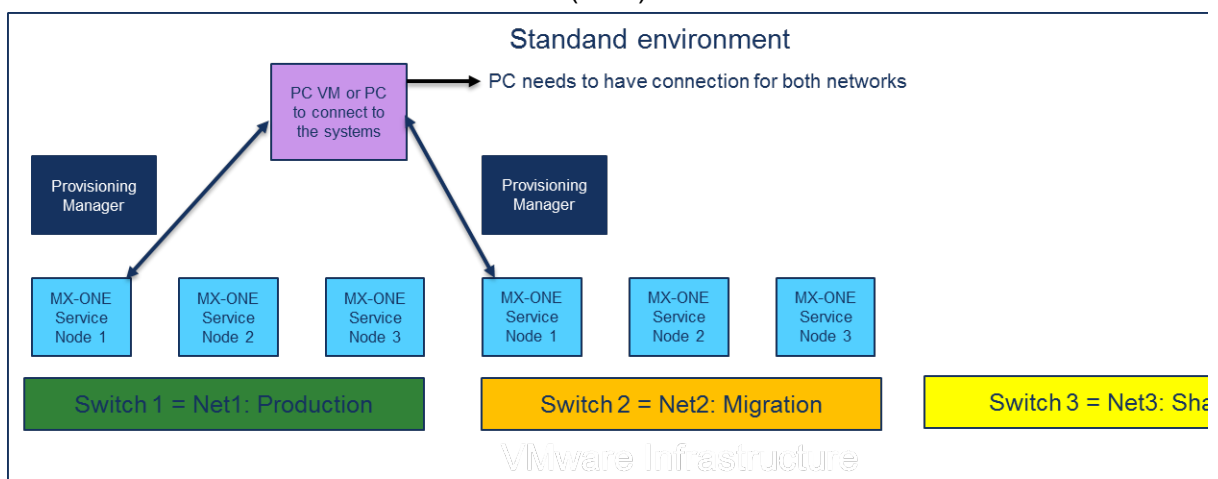 Standand environment
PC VM or PC
to connect to
the systems
PC needs to have connection for both networks
Provisioning
Manager
Provisioning
Manager
MX-ONE
Service
Node 1
MX-ONE
Service
Node 2
MX-ONE
Service
Node 3
MX-ONE
Service
Node 1
MX-ONE
Service
Node 2
MX-ONE
Service
Node 3
Switch 1 = Net1: Production
Switch 2 = Net2: Migration
Switch 3 = Net3:
VMware Infrastructure